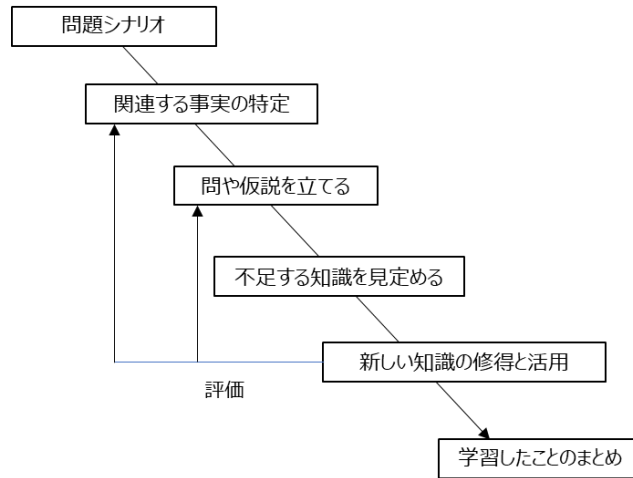 問題シナリオ
関連する事実の特定
問や仮説を立てる
不足する知識を見定める
新しい知識の修得と活用
評価
学習したことのまとめ